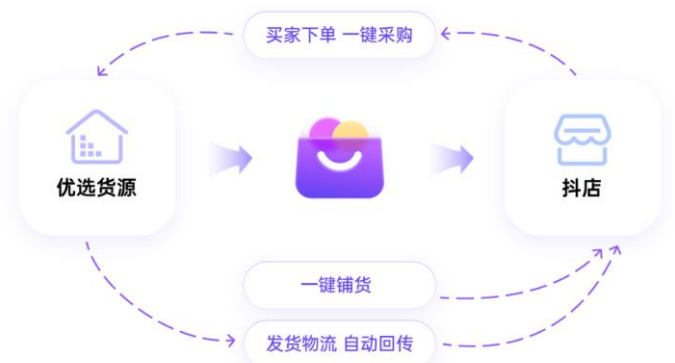 买家下单 一键采购
优选货源
抖店
一键铺货
发货物流 自动回传